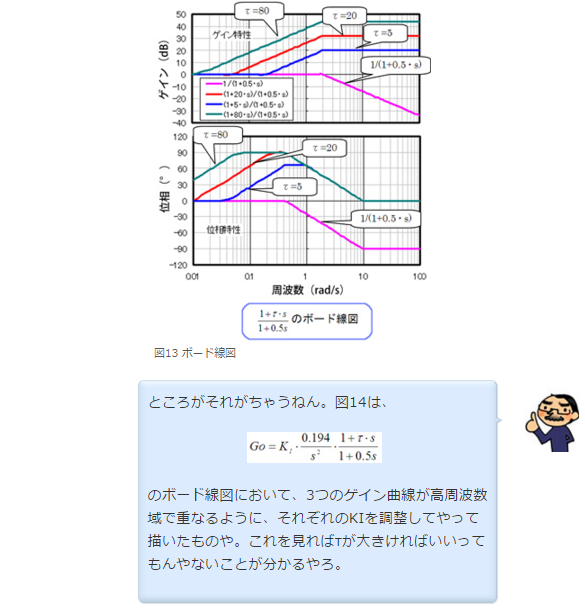 50
40
30
20
10
0
−10
−20
−30
−40
ゲイン (dB)
τ=80
τ=20
τ=5
ゲイン特性
1/(1+0.5・s)
1/(1+0.5・s)
(1+20・s)/(1+0.5・s)
(1+5・s)/(1+0.5・s)
(1+80・s)/(1+0.5・s)
120
90
60
30
0
−30
−60
−90
−120
位相 (°)
τ=80
τ=20
τ=5
1/(1+0.5・s)
位相特性
0.01 0.1 1 10 100
周波数 (rad/s)
1+τ・s / 1+0.5s のボード線図
図13 ボード線図
ところがそれがちゃうねん。図14は、
Go = K_I・0.194/s²・1+τ・s/1+0.5s
のボード線図において、3つのゲイン曲線が高周波数
域で重なるように、それぞれのKIを調整してやって
描いたものや。これを見ればτが大きければいいって
もんやないことが分かるやろ。